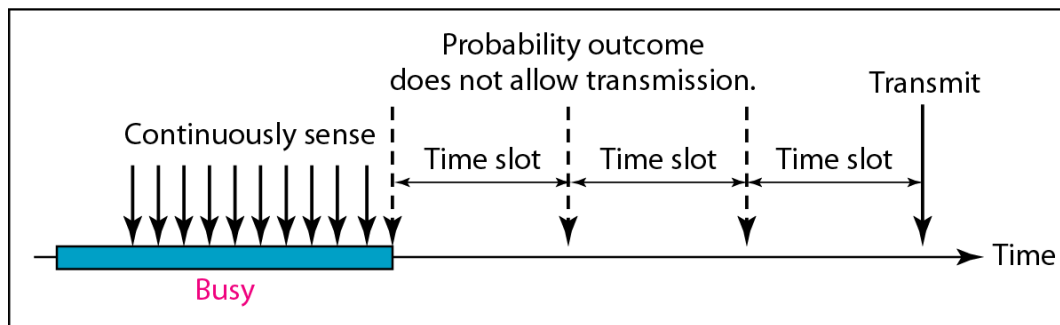 Probability outcome
does not allow transmission.
Transmit
Continuously sense
Time slot
Time slot
Time slot
Time
Busy